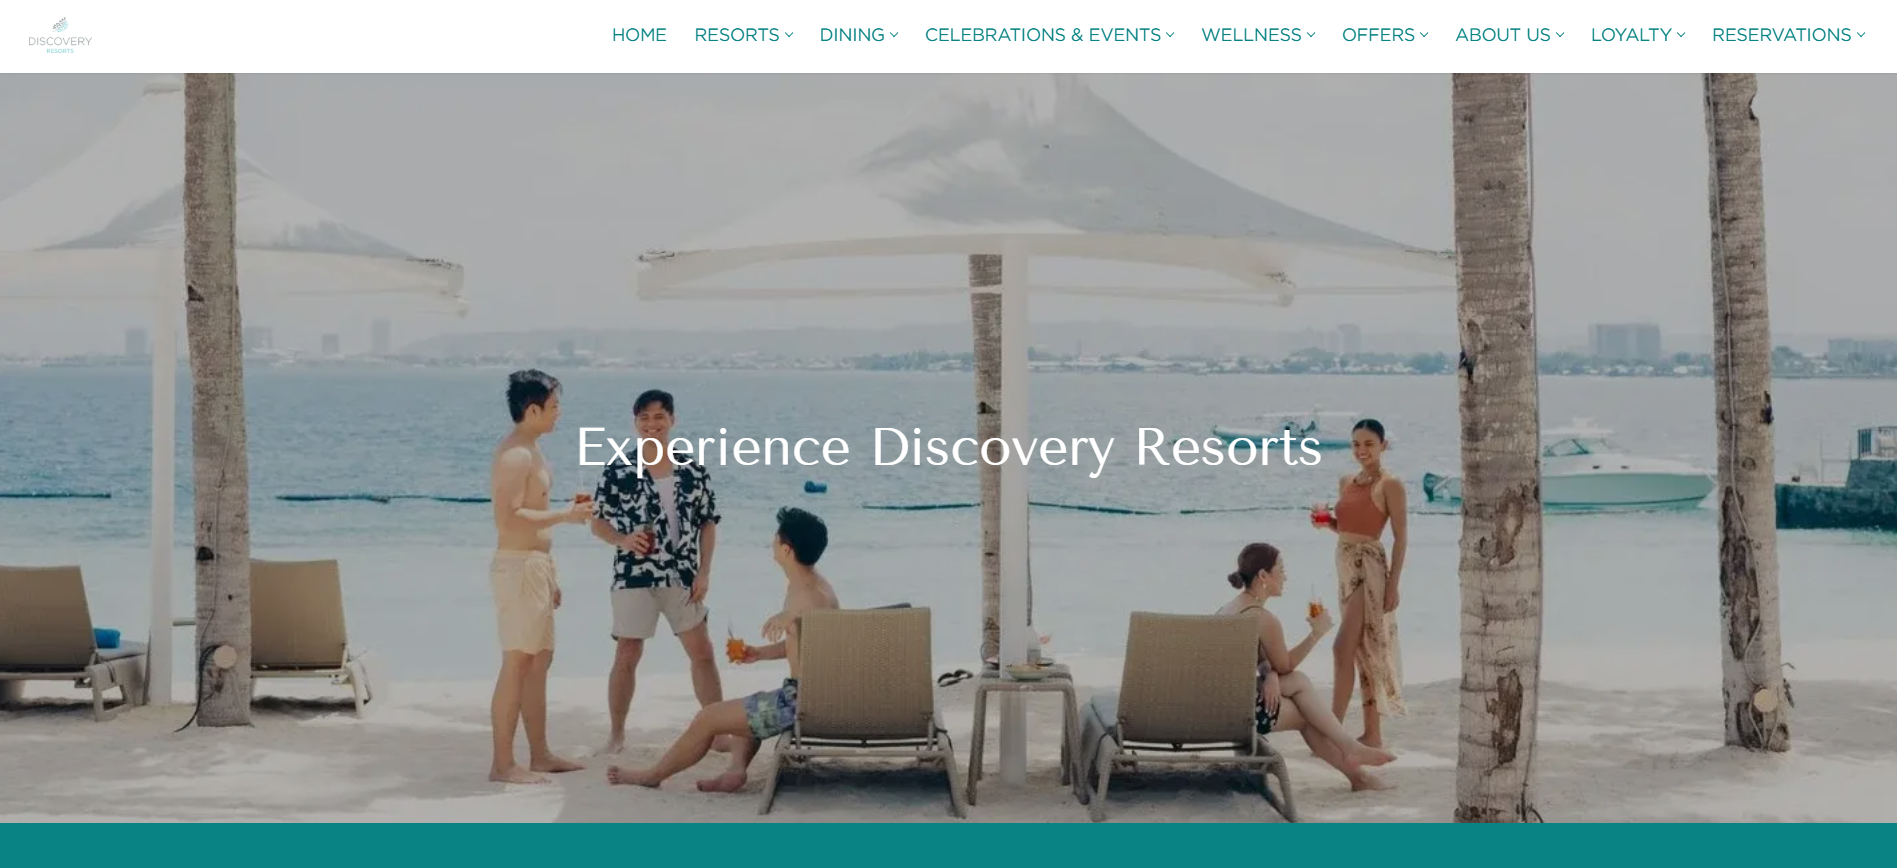 DISCOVERY
RESORTS
HOME
RESORTS
DINING
CELEBRATIONS & EVENTS
WELLNESS
OFFERS
ABOUT US
LOYALTY
RESERVATIONS
Experience Discovery Resorts